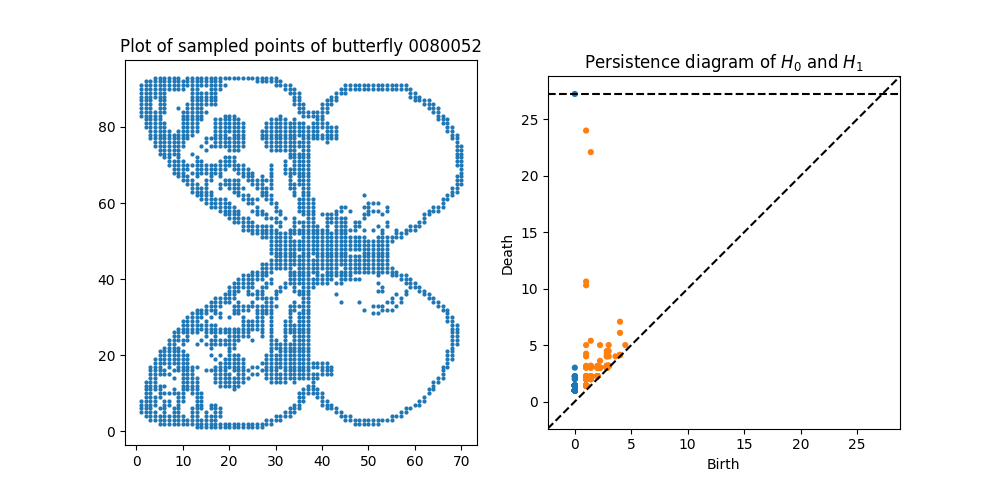 Plot of sampled points of butterfly 0080052
80
60
40
20
0
0 10 20 30 40 50 60 70
Persistence diagram of H₀ and H₁
Death
25
20
15
10
5
0
0 5 10 15 20 25
Birth